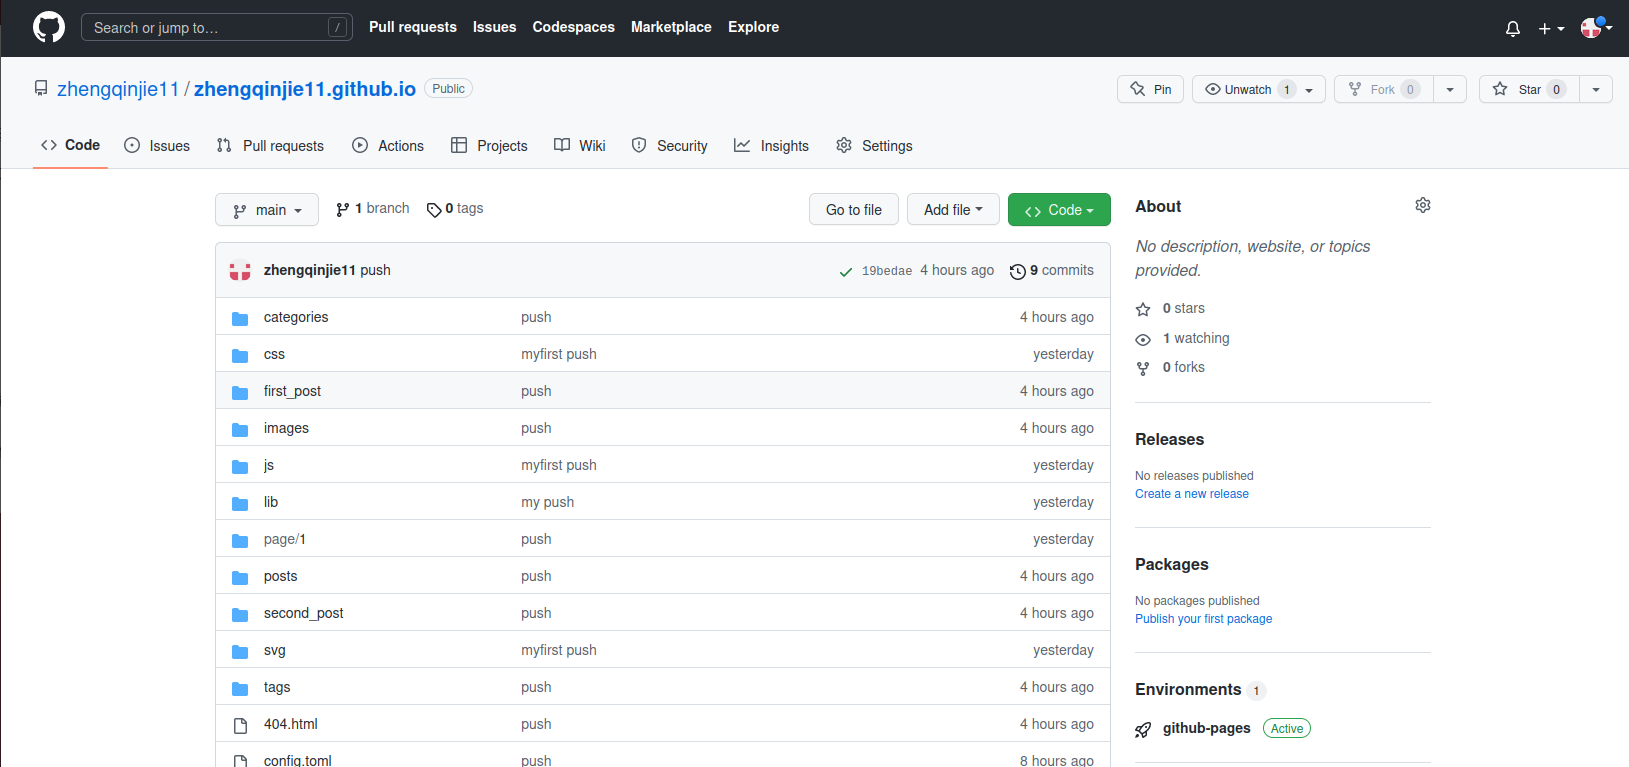 Search or jump to… /
Pull requests Issues Codespaces Marketplace Explore
zhengqinjie11 / zhengqinjie11.github.io Public
Pin Unwatch 1 Fork 0 Star 0
Code Issues Pull requests Actions Projects Wiki Security Insights Settings
main 1 branch 0 tags Go to file Add file Code
zhengqinjie11 push 19bedae 4 hours ago 9 commits
categories push 4 hours ago
css myfirst push yesterday
first_post push 4 hours ago
images push 4 hours ago
js myfirst push yesterday
lib my push yesterday
page/1 push yesterday
posts push 4 hours ago
second_post push 4 hours ago
svg myfirst push yesterday
tags push 4 hours ago
404.html push 4 hours ago
config.toml push 8 hours ago
About
No description, website, or topics
provided.
0 stars
1 watching
0 forks
Releases
No releases published
Create a new release
Packages
No packages published
Publish your first package
Environments 1
github-pages Active